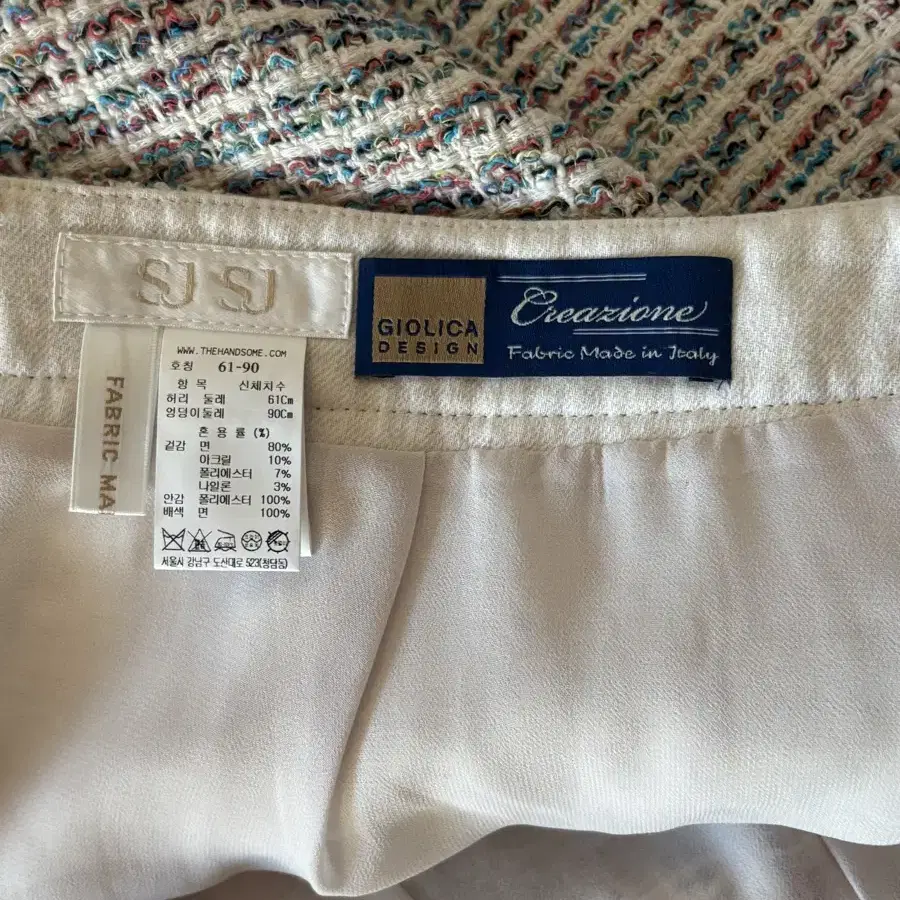 SJ SJ
FABRIC MA
WWW.THEHANDSOME.COM
호칭 61-90
항 목 신체치수
허리 둘레 61Cm
엉덩이둘레 90Cm
혼 용 률 (%)
겉감 면 80%
아크릴 10%
폴리에스터 7%
나일론 3%
안감 폴리에스터 100%
배색 면 100%
서울시 강남구 도산대로 523(청담동)
GIOLICA
DESIGN
Creazione
Fabric Made in Italy